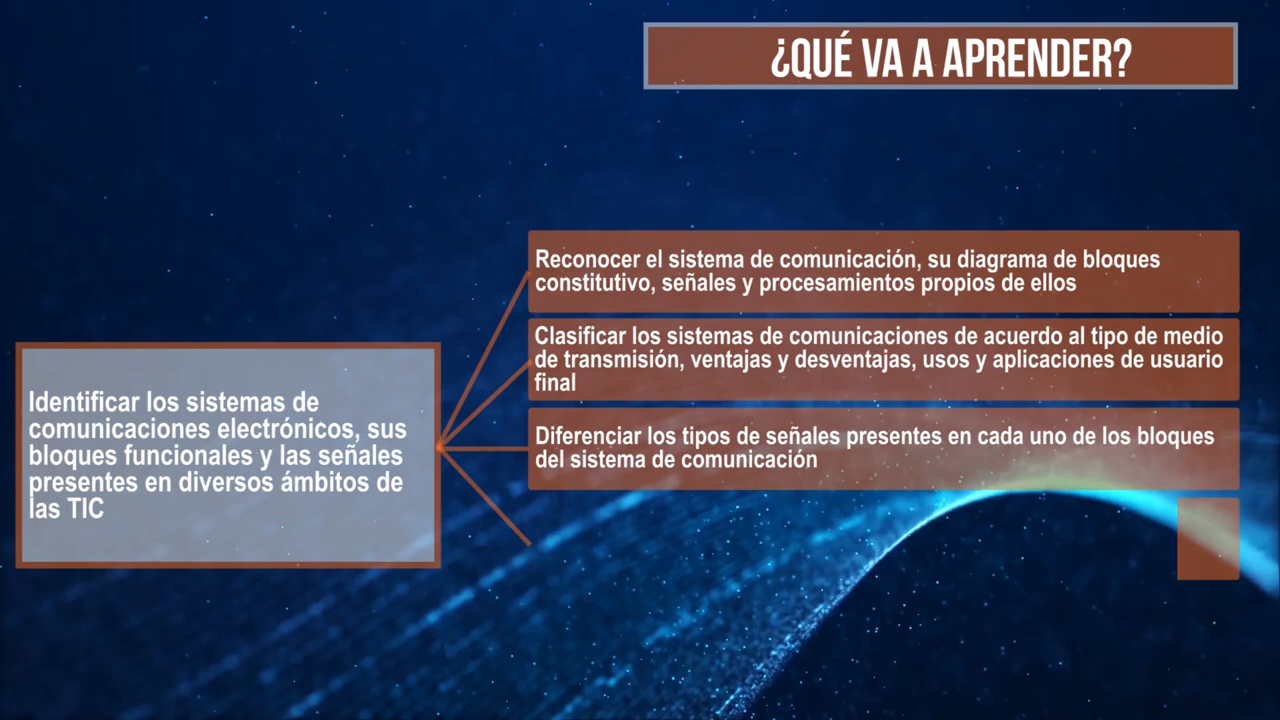 ¿QUÉ VA A APRENDER?
Identificar los sistemas de
comunicaciones electrónicos, sus
bloques funcionales y las señales
presentes en diversos ámbitos de
las TIC
Reconocer el sistema de comunicación, su diagrama de bloques
constitutivo, señales y procesamientos propios de ellos
Clasificar los sistemas de comunicaciones de acuerdo al tipo de medio
de transmisión, ventajas y desventajas, usos y aplicaciones de usuario
final
Diferenciar los tipos de señales presentes en cada uno de los bloques
del sistema de comunicación